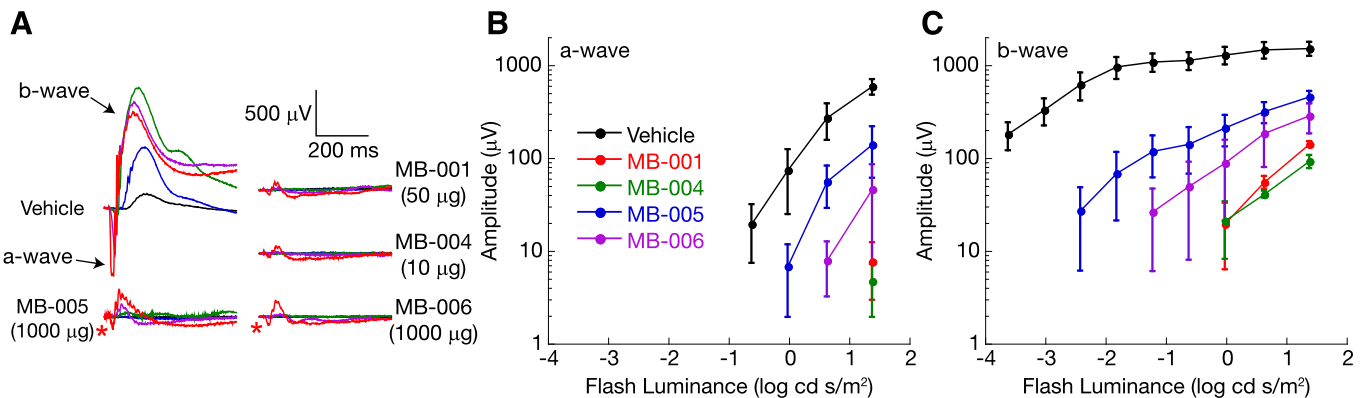 A
b-wave
500 μV
200 ms
Vehicle
MB-001
(50 μg)
MB-004
(10 μg)
a-wave
MB-005
(1000 μg)
*
*
MB-006
(1000 μg)
B
a-wave
1000
100
10
1
Amplitude (μV)
Vehicle
MB-001
MB-004
MB-005
MB-006
-4 -3 -2 -1 0 1 2
Flash Luminance (log cd s/m²)
C
b-wave
1000
100
10
1
Amplitude (μV)
-4 -3 -2 -1 0 1 2
Flash Luminance (log cd s/m²)